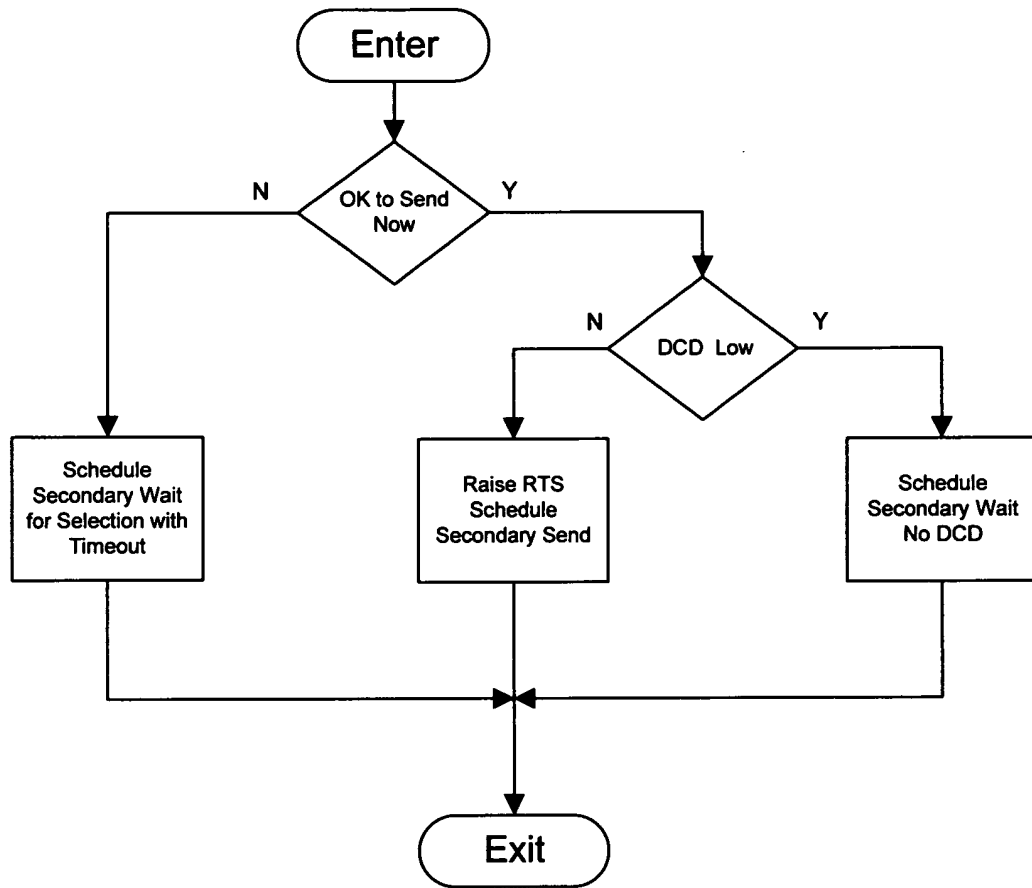 Enter
N
OK to Send
Now
Y
N
DCD Low
Y
Schedule
Secondary Wait
for Selection with
Timeout
Raise RTS
Schedule
Secondary Send
Schedule
Secondary Wait
No DCD
Exit